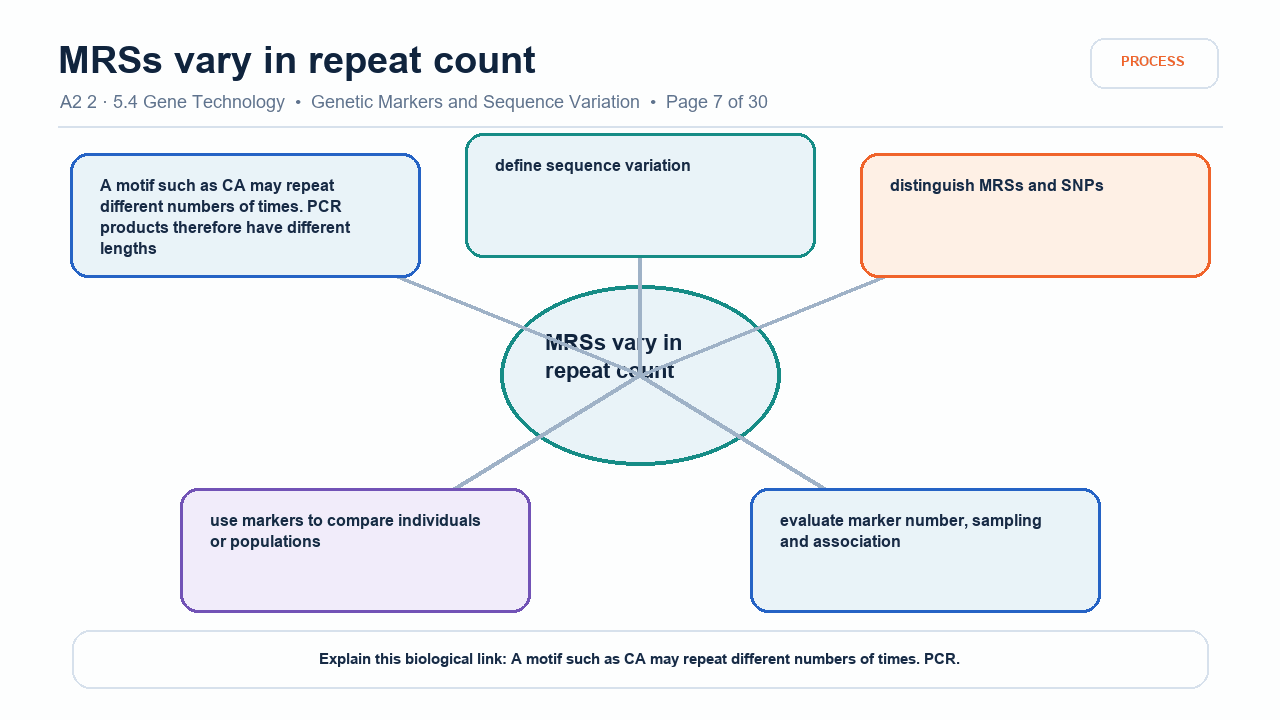 MRSs vary in repeat count
PROCESS
A2 2 · 5.4 Gene Technology • Genetic Markers and Sequence Variation • Page 7 of 30
A motif such as CA may repeat
different numbers of times. PCR
products therefore have different
lengths
define sequence variation
distinguish MRSs and SNPs
MRSs vary in
repeat count
use markers to compare individuals
or populations
evaluate marker number, sampling
and association
Explain this biological link: A motif such as CA may repeat different numbers of times. PCR.